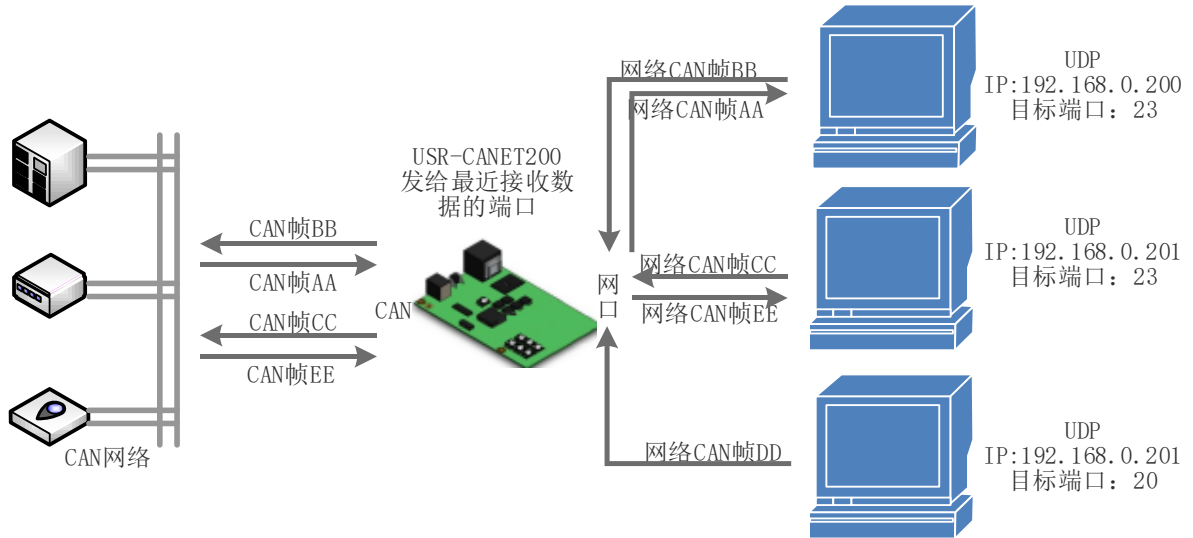 网络CAN帧BB
网络CAN帧AA
UDP
IP:192.168.0.200
目标端口：23
USR-CANET200
发给最近接收数
据的端口
CAN帧BB
CAN帧AA
CAN
CAN帧CC
CAN帧EE
网
口
网络CAN帧CC
网络CAN帧EE
UDP
IP:192.168.0.201
目标端口：23
CAN网络
网络CAN帧DD
UDP
IP:192.168.0.201
目标端口：20